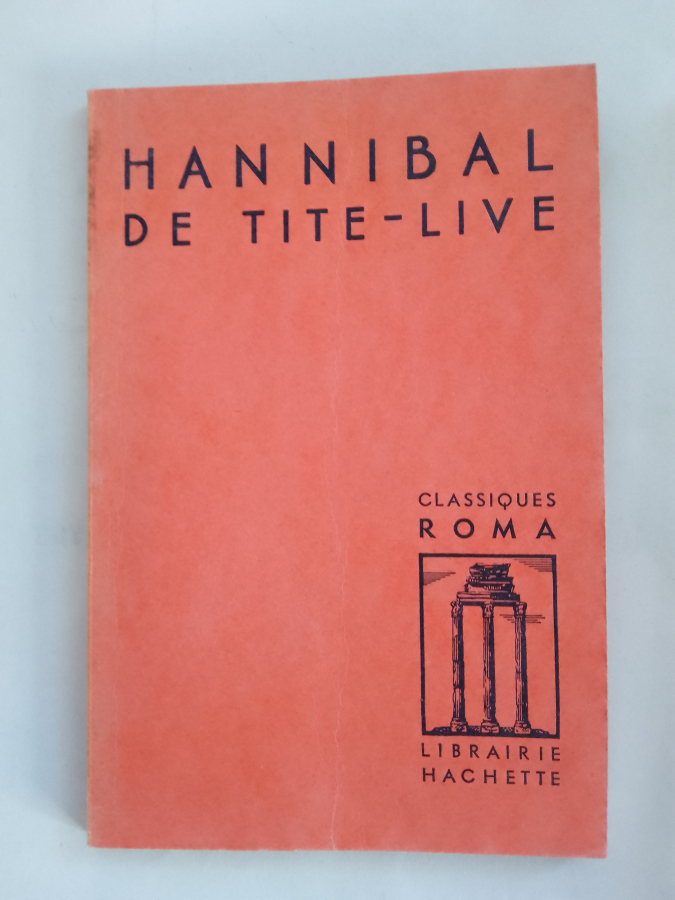 HANNIBAL
DE TITE-LIVE
CLASSIQUES
ROMA
LIBRAIRIE
HACHETTE